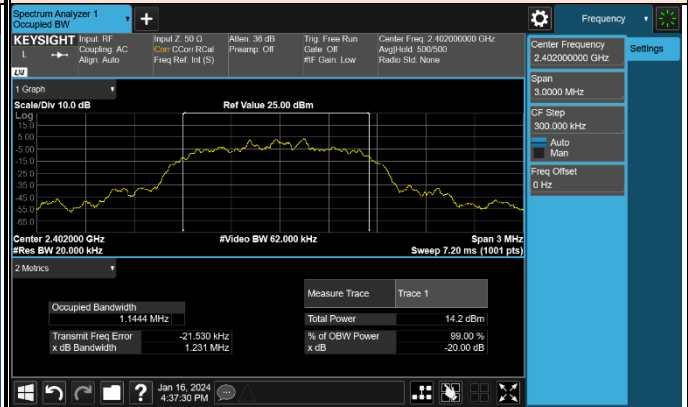 Spectrum Analyzer 1
Occupied BW
+
Frequency
KEYSIGHT
L
Input: RF
Coupling: AC
Align: Auto
Input Z: 50 Ω
Corr CCorr RCal
Freq Ref: Int (S)
Atten: 36 dB
Preamp: Off
Trig: Free Run
Gate: Off
#IF Gain: Low
Center Freq: 2.402000000 GHz
Avg|Hold: 500/500
Radio Std: None
Center Frequency
2.402000000 GHz
Settings
Span
3.0000 MHz
CF Step
300.000 kHz
Auto
Man
Freq Offset
0 Hz
1 Graph
Scale/Div 10.0 dB
Ref Value 25.00 dBm
Log
15.0
5.00
-5.00
-15.0
-25.0
-35.0
-45.0
-55.0
-65.0
Center 2.402000 GHz
#Video BW 62.000 kHz
Span 3 MHz
#Res BW 20.000 kHz
Sweep 7.20 ms (1001 pts)
2 Metrics
Measure Trace
Trace 1
Occupied Bandwidth
1.1444 MHz
Total Power
14.2 dBm
Transmit Freq Error
-21.530 kHz
% of OBW Power
99.00 %
x dB Bandwidth
1.231 MHz
x dB
-20.00 dB
?
Jan 16, 2024
4:37:30 PM